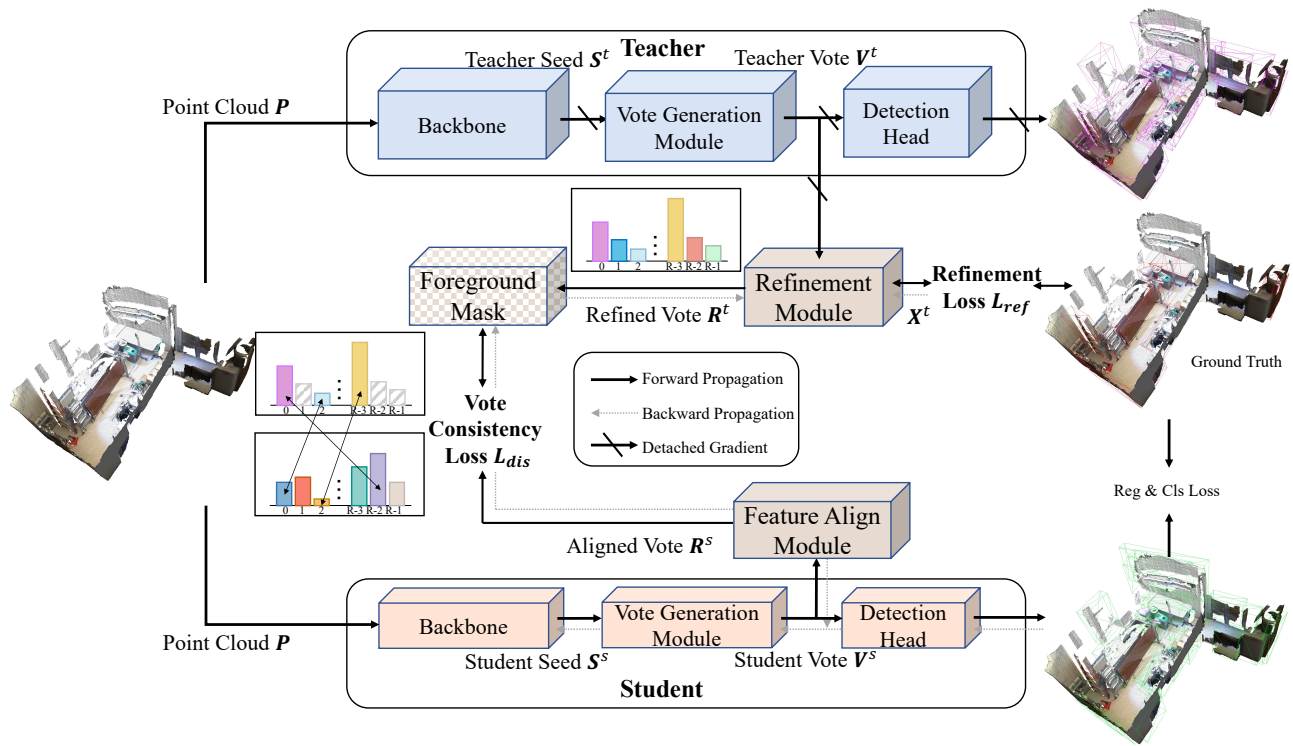 Teacher
Teacher Seed S^t
Teacher Vote V^t
Point Cloud P
Backbone
Vote Generation
Module
Detection
Head
0 1 2 R-3 R-2 R-1
Foreground
Mask
Refined Vote R^t
Refinement
Module
X^t
Refinement
Loss L_ref
Ground Truth
0 1 2 R-3 R-2 R-1
0 1 2 R-3 R-2 R-1
Vote
Consistency
Loss L_dis
Forward Propagation
Backward Propagation
Detached Gradient
Reg & Cls Loss
Feature Align
Module
Aligned Vote R^s
Point Cloud P
Backbone
Vote Generation
Module
Detection
Head
Student Seed S^s
Student Vote V^s
Student